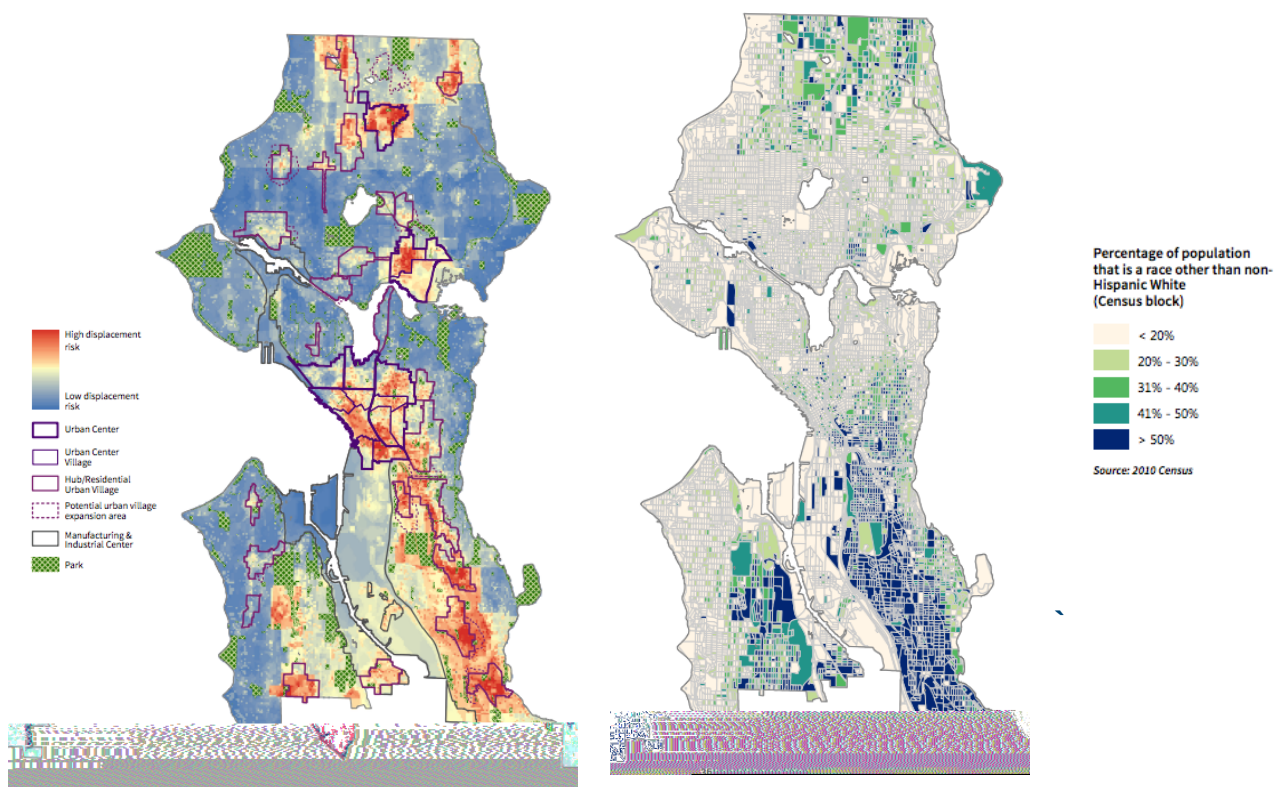 High displacement
risk
Low displacement
risk
Urban Center
Urban Center
Village
Hub/Residential
Urban Village
Potential urban village
expansion area
Manufacturing &
Industrial Center
Park
Percentage of population
that is a race other than non-
Hispanic White
(Census block)
< 20%
20% - 30%
31% - 40%
41% - 50%
> 50%
Source: 2010 Census